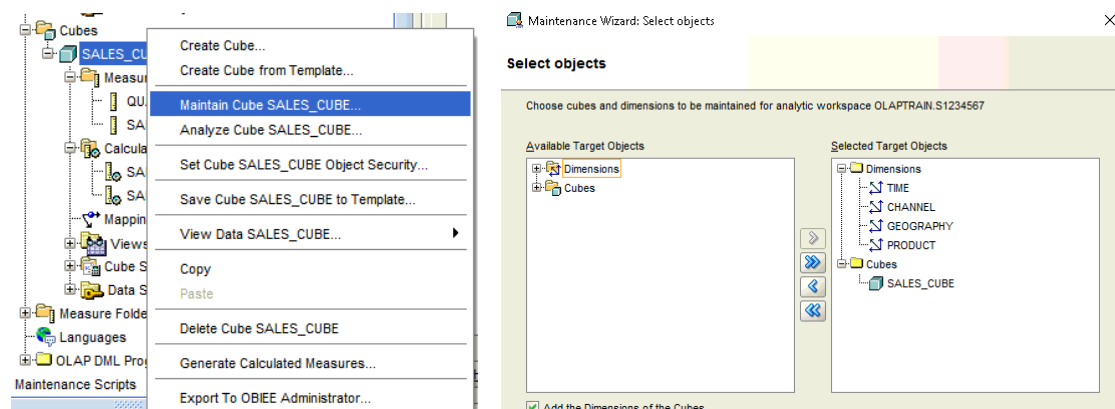 Cubes
SALES_CU
Measur
QU
SA
Calcula
SA
SA
Mappin
Views
Cube S
Data S
Measure Folde
Languages
OLAP DML Pro
Maintenance Scripts
Create Cube...
Create Cube from Template...
Maintain Cube SALES_CUBE...
Analyze Cube SALES_CUBE...
Set Cube SALES_CUBE Object Security...
Save Cube SALES_CUBE to Template...
View Data SALES_CUBE...
Copy
Paste
Delete Cube SALES_CUBE
Generate Calculated Measures...
Export To OBIEE Administrator...
Maintenance Wizard: Select objects
Select objects
Choose cubes and dimensions to be maintained for analytic workspace OLAPTRAIN.S1234567
Available Target Objects
Dimensions
Cubes
Selected Target Objects
Dimensions
TIME
CHANNEL
GEOGRAPHY
PRODUCT
Cubes
SALES_CUBE
Add the Dimensions of the Cubes